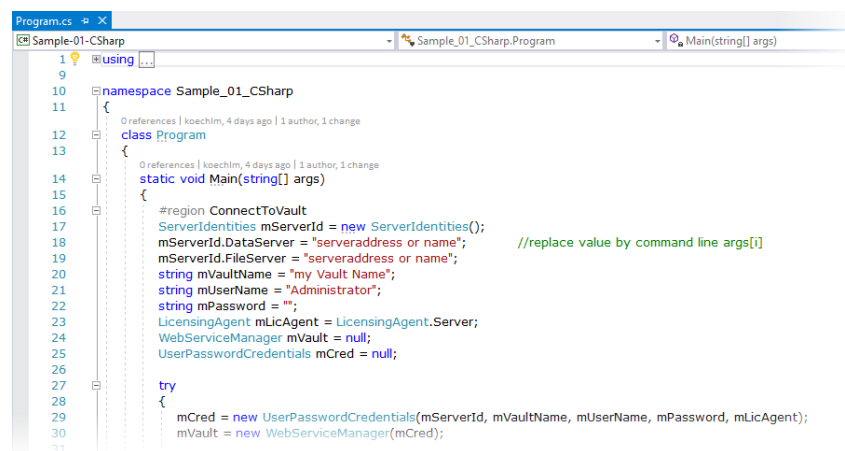 Program.cs
C# Sample-01-CSharp Sample_01_CSharp.Program Main(string[] args)
1 using ...
9
10 namespace Sample_01_CSharp
11 {
0 references | koechlm, 4 days ago | 1 author, 1 change
12 class Program
13 {
0 references | koechlm, 4 days ago | 1 author, 1 change
14 static void Main(string[] args)
15 {
16 #region ConnectToVault
17 ServerIdentities mServerId = new ServerIdentities();
18 mServerId.DataServer = "serveraddress or name"; //replace value by command line args[i]
19 mServerId.FileServer = "serveraddress or name";
20 string mVaultName = "my Vault Name";
21 string mUserName = "Administrator";
22 string mPassword = "";
23 LicensingAgent mLicAgent = LicensingAgent.Server;
24 WebServiceManager mVault = null;
25 UserPasswordCredentials mCred = null;
26
27 try
28 {
29 mCred = new UserPasswordCredentials(mServerId, mVaultName, mUserName, mPassword, mLicAgent);
30 mVault = new WebServiceManager(mCred);
31